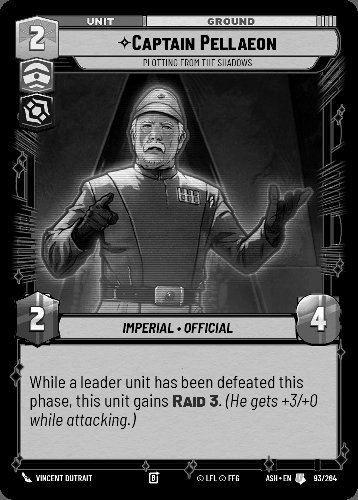 UNIT
GROUND
2
✧CAPTAIN PELLAEON
PLOTTING FROM THE SHADOWS
2
4
IMPERIAL • OFFICIAL
While a leader unit has been defeated this
phase, this unit gains RAID 3. (He gets +3/+0
while attacking.)
VINCENT DUTRAIT
© LFL © FFG
ASH • EN
93/264